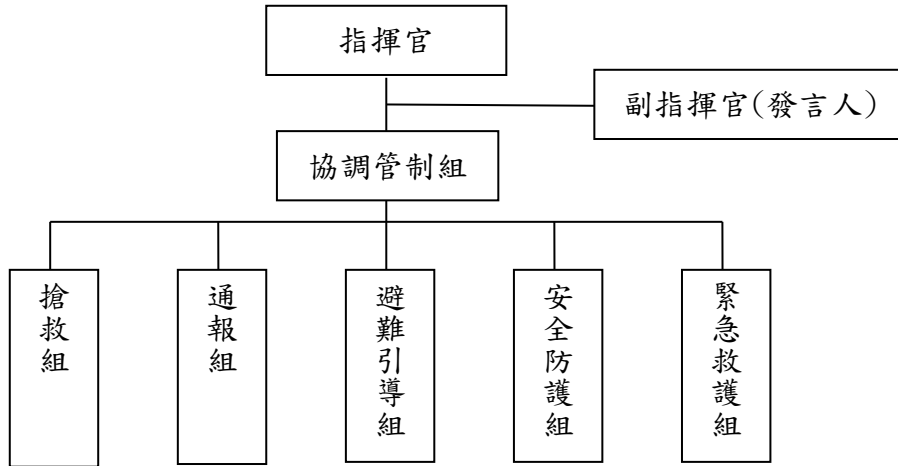 指揮官
副指揮官(發言人)
協調管制組
搶救組
通報組
避難引導組
安全防護組
緊急救護組